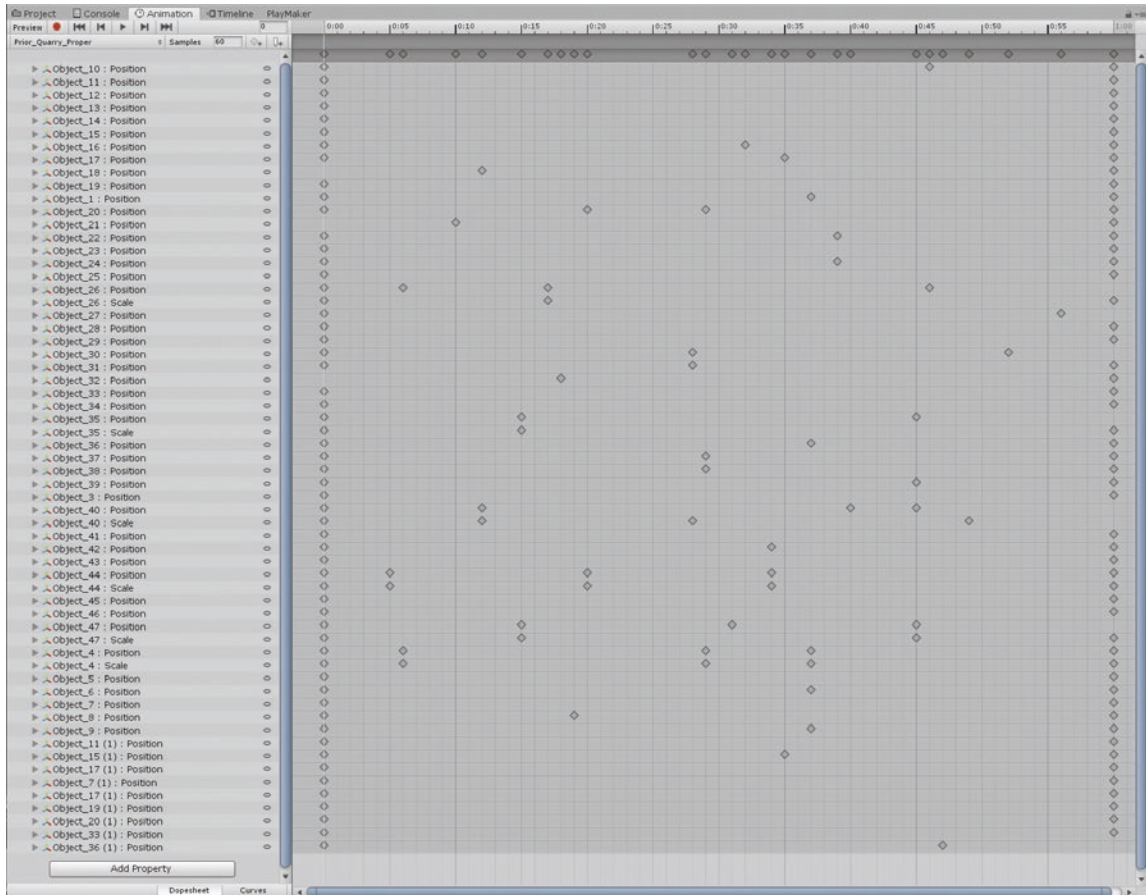 Project Console Animation Timeline PlayMaker
Preview 0 0:00 0:05 0:10 0:15 0:20 0:25 0:30 0:35 0:40 0:45 0:50 0:55 1:00
Prior_Quarry_Proper Samples 60
Object_10 : Position
Object_11 : Position
Object_12 : Position
Object_13 : Position
Object_14 : Position
Object_15 : Position
Object_16 : Position
Object_17 : Position
Object_18 : Position
Object_19 : Position
Object_1 : Position
Object_20 : Position
Object_21 : Position
Object_22 : Position
Object_23 : Position
Object_24 : Position
Object_25 : Position
Object_26 : Position
Object_26 : Scale
Object_27 : Position
Object_28 : Position
Object_29 : Position
Object_30 : Position
Object_31 : Position
Object_32 : Position
Object_33 : Position
Object_34 : Position
Object_35 : Position
Object_35 : Scale
Object_36 : Position
Object_37 : Position
Object_38 : Position
Object_39 : Position
Object_3 : Position
Object_40 : Position
Object_40 : Scale
Object_41 : Position
Object_42 : Position
Object_43 : Position
Object_44 : Position
Object_44 : Scale
Object_45 : Position
Object_46 : Position
Object_47 : Position
Object_47 : Scale
Object_4 : Position
Object_4 : Scale
Object_5 : Position
Object_6 : Position
Object_7 : Position
Object_8 : Position
Object_9 : Position
Object_11 (1) : Position
Object_15 (1) : Position
Object_17 (1) : Position
Object_7 (1) : Position
Object_17 (1) : Position
Object_19 (1) : Position
Object_20 (1) : Position
Object_33 (1) : Position
Object_36 (1) : Position
Add Property
Dopesheet Curves